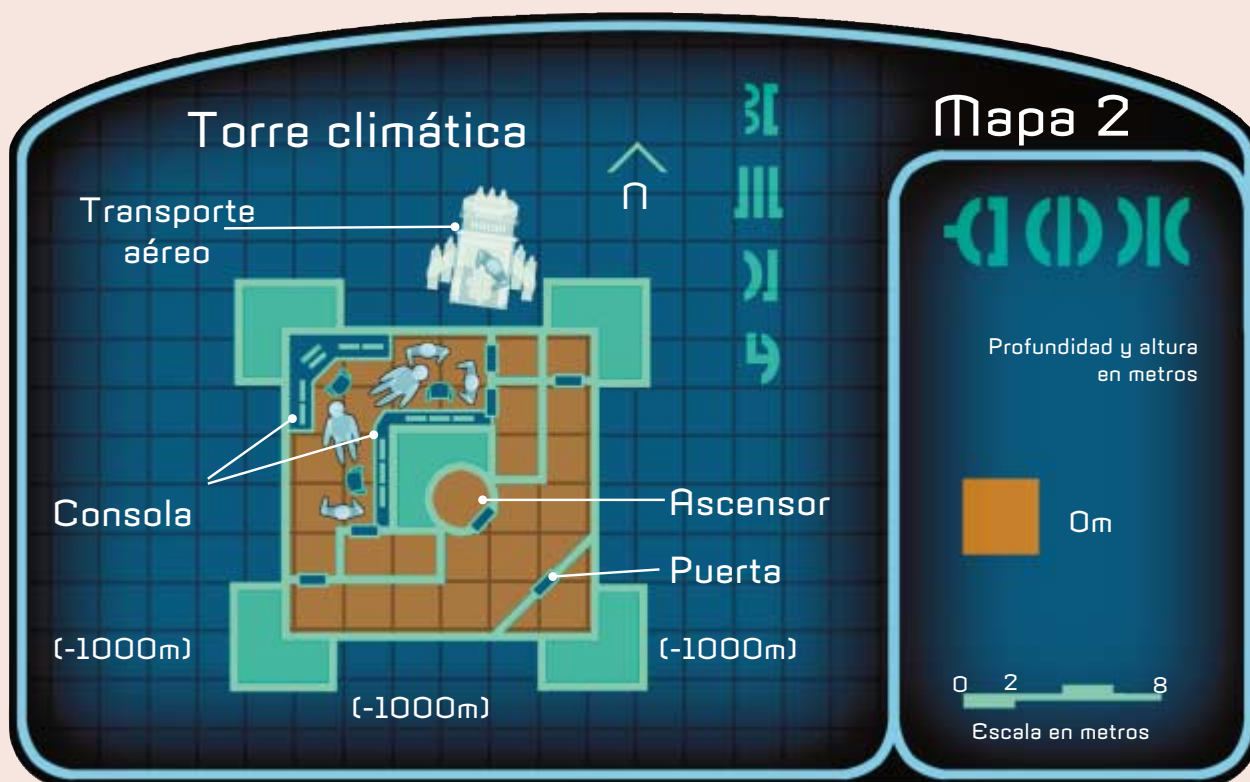 Torre climática
Mapa 2
Transporte
aéreo
N
Profundidad y altura
en metros
Consola
Ascensor
0m
Puerta
(-1000m)
(-1000m)
(-1000m)
0 2 8
Escala en metros